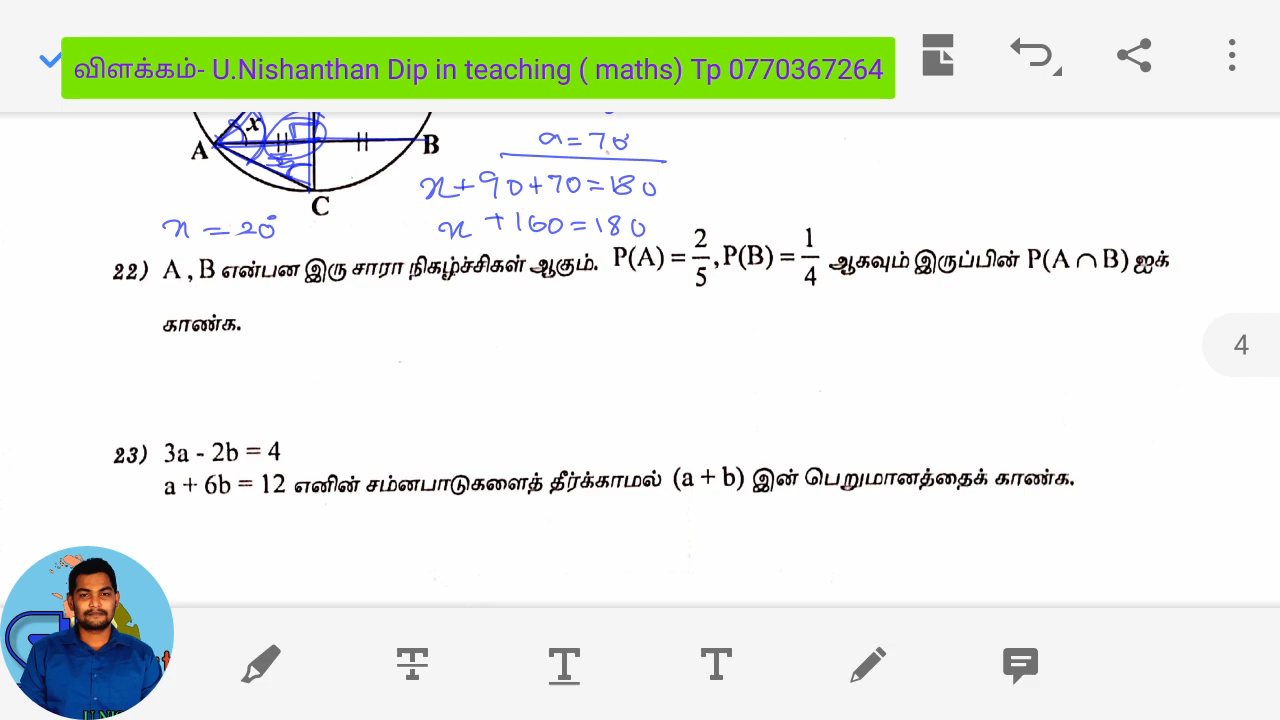 விளக்கம்- U.Nishanthan Dip in teaching ( maths) Tp 0770367264
x
A
B
C
a = 70
x + 90 + 70 = 180
x = 20°
x + 160 = 180
22) A , B என்பன இரு சாரா நிகழ்ச்சிகள் ஆகும். P(A) = 2/5 , P(B) = 1/4 ஆகவும் இருப்பின் P(A ∩ B) ஐக்
காண்க.
4
23) 3a - 2b = 4
a + 6b = 12 எனின் சமன்பாடுகளைத் தீர்க்காமல் (a + b) இன் பெறுமானத்தைக் காண்க.